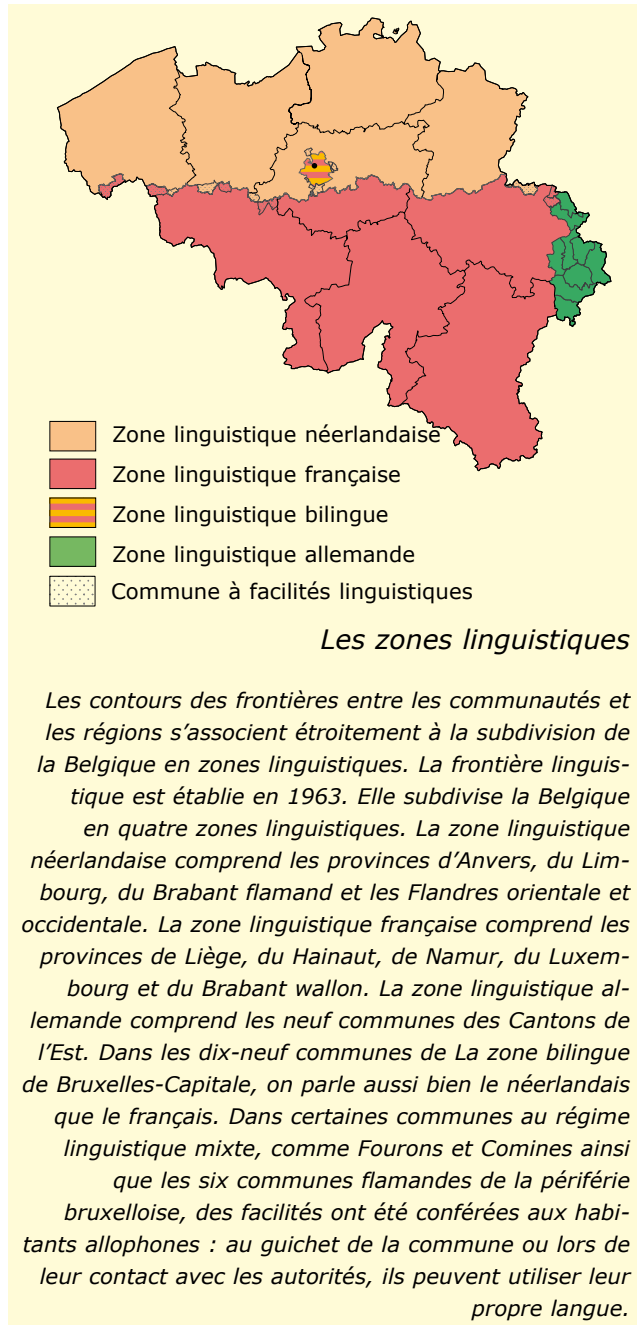 Zone linguistique néerlandaise
Zone linguistique française
Zone linguistique bilingue
Zone linguistique allemande
Commune à facilités linguistiques
Les zones linguistiques
Les contours des frontières entre les communautés et
les régions s’associent étroitement à la subdivision de
la Belgique en zones linguistiques. La frontière linguis-
tique est établie en 1963. Elle subdivise la Belgique
en quatre zones linguistiques. La zone linguistique
néerlandaise comprend les provinces d’Anvers, du Lim-
bourg, du Brabant flamand et les Flandres orientale et
occidentale. La zone linguistique française comprend les
provinces de Liège, du Hainaut, de Namur, du Luxem-
bourg et du Brabant wallon. La zone linguistique al-
lemande comprend les neuf communes des Cantons de
l’Est. Dans les dix-neuf communes de La zone bilingue
de Bruxelles-Capitale, on parle aussi bien le néerlandais
que le français. Dans certaines communes au régime
linguistique mixte, comme Fourons et Comines ainsi
que les six communes flamandes de la périférie
bruxelloise, des facilités ont été conférées aux habi-
tants allophones : au guichet de la commune ou lors de
leur contact avec les autorités, ils peuvent utiliser leur
propre langue.